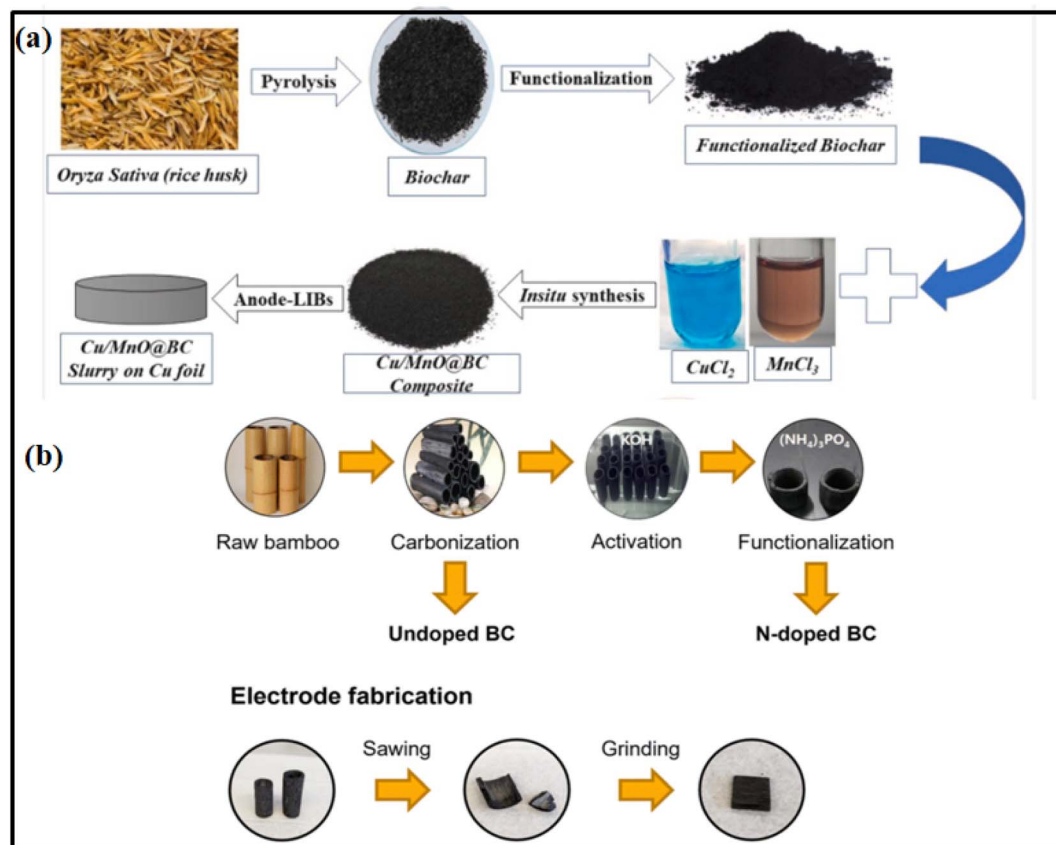 (a)
Pyrolysis
Functionalization
Oryza Sativa (rice husk)
Biochar
Functionalized Biochar
Anode-LIBs
Insitu synthesis
Cu/MnO@BC
Slurry on Cu foil
Cu/MnO@BC
Composite
CuCl₂
MnCl₃
(b)
KOH
(NH₄)₃PO₄
Raw bamboo
Carbonization
Activation
Functionalization
Undoped BC
N-doped BC
Electrode fabrication
Sawing
Grinding